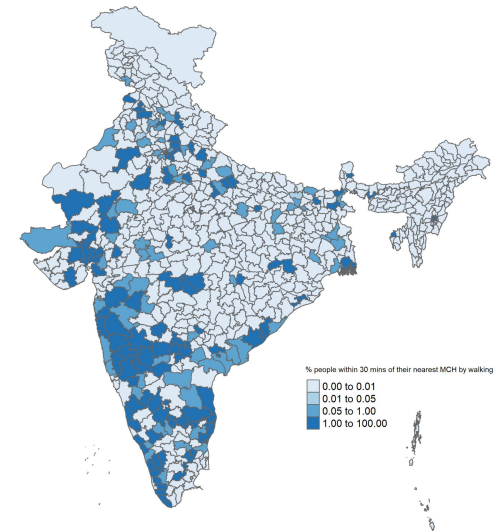 % people within 30 mins of their nearest MCH by walking
0.00 to 0.01
0.01 to 0.05
0.05 to 1.00
1.00 to 100.00